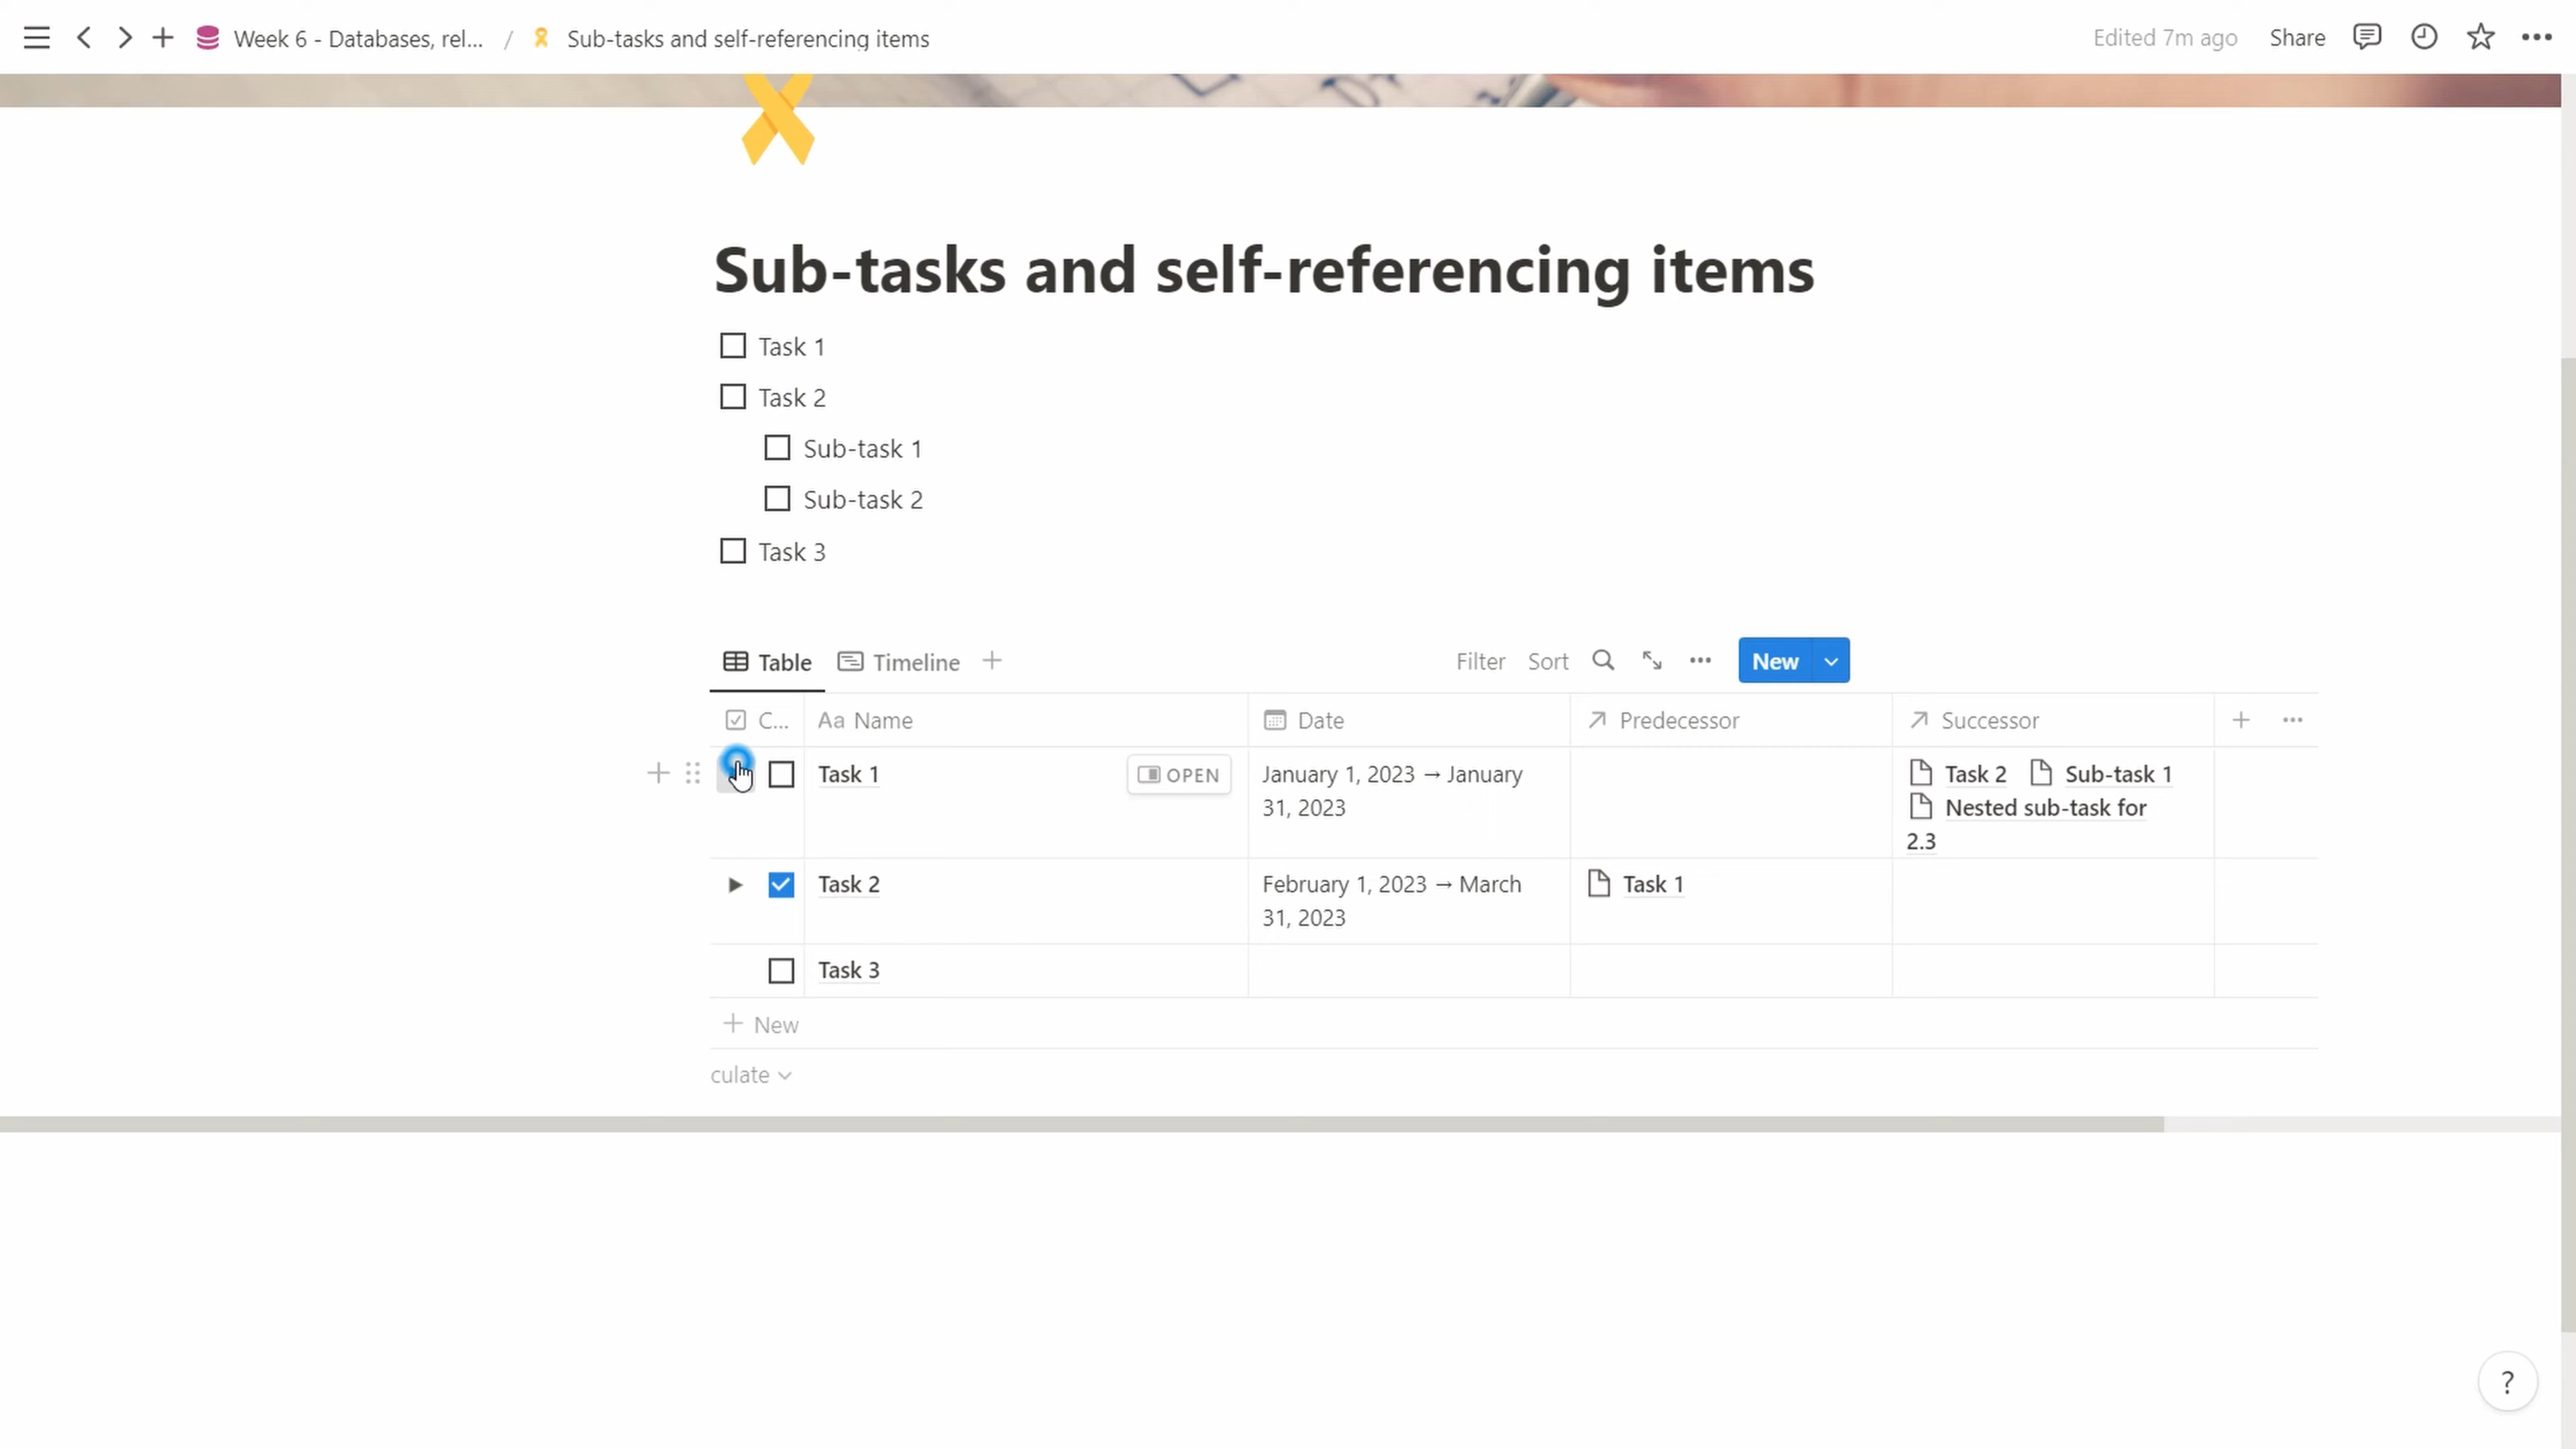 Week 6 - Databases, rel... / Sub-tasks and self-referencing items
Edited 7m ago Share
Sub-tasks and self-referencing items
Task 1
Task 2
Sub-task 1
Sub-task 2
Task 3
Table Timeline Filter Sort New
C... Aa Name Date Predecessor Successor
Task 1 OPEN January 1, 2023 → January Task 2 Sub-task 1
31, 2023 Nested sub-task for
2.3
Task 2 February 1, 2023 → March Task 1
31, 2023
Task 3
New
culate
?